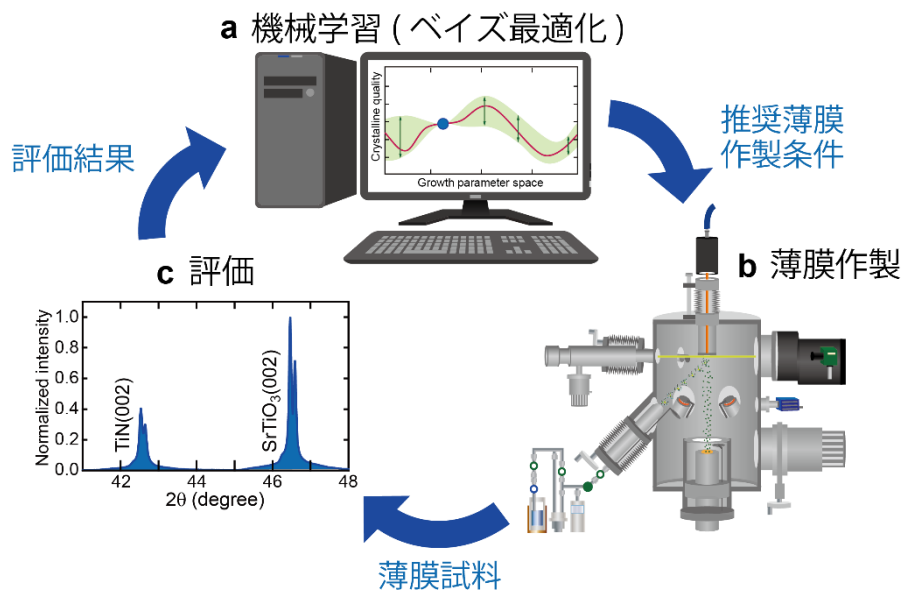 a 機械学習 ( ベイズ最適化 )
Crystalline quality
Growth parameter space
推奨薄膜
作製条件
評価結果
b 薄膜作製
c 評価
Normalized intensity
1.0
0.8
0.6
0.4
0.2
0.0
TiN(002)
SrTiO3(002)
42
44
46
48
2θ (degree)
薄膜試料